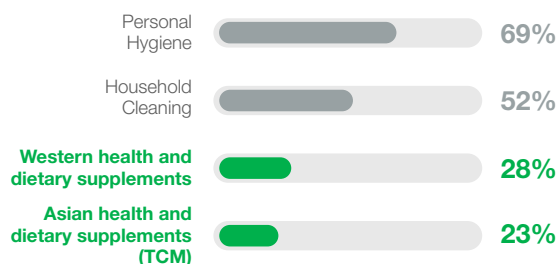 Personal
Hygiene
69%
Household
Cleaning
52%
Western health and
dietary supplements
28%
Asian health and
dietary supplements
(TCM)
23%